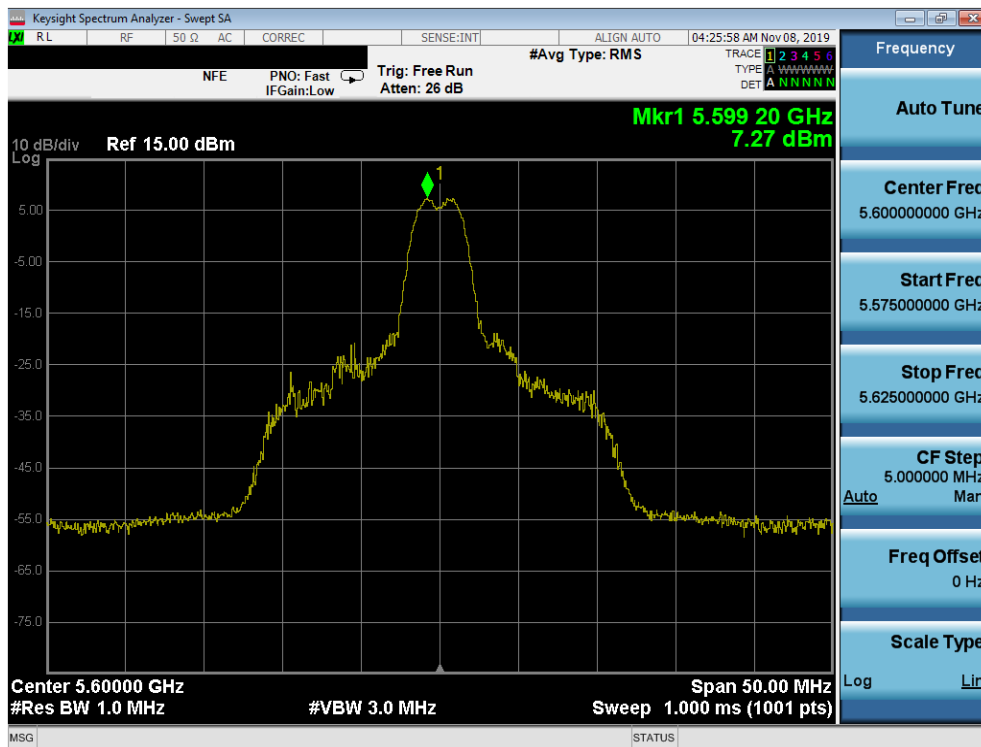 Keysight Spectrum Analyzer - Swept SA
LXI RL RF 50 Ω AC CORREC SENSE:INT ALIGN AUTO 04:25:58 AM Nov 08, 2019
#Avg Type: RMS TRACE 1 2 3 4 5 6
NFE PNO: Fast Trig: Free Run TYPE A WWWWW
IFGain:Low Atten: 26 dB DET A N N N N N
Mkr1 5.599 20 GHz
7.27 dBm
10 dB/div Ref 15.00 dBm
Log
1
5.00
-5.00
-15.0
-25.0
-35.0
-45.0
-55.0
-65.0
-75.0
Center 5.60000 GHz Span 50.00 MHz
#Res BW 1.0 MHz #VBW 3.0 MHz Sweep 1.000 ms (1001 pts)
MSG STATUS
Frequency
Auto Tune
Center Freq
5.600000000 GHz
Start Freq
5.575000000 GHz
Stop Freq
5.625000000 GHz
CF Step
5.000000 MHz
Auto Man
Freq Offset
0 Hz
Scale Type
Log Lin